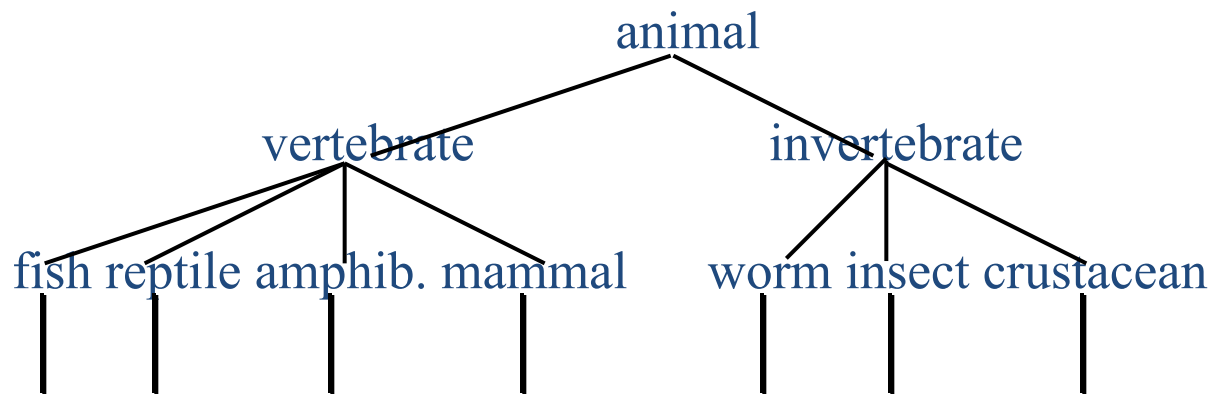 animal
vertebrate invertebrate
fish reptile amphib. mammal worm insect crustacean